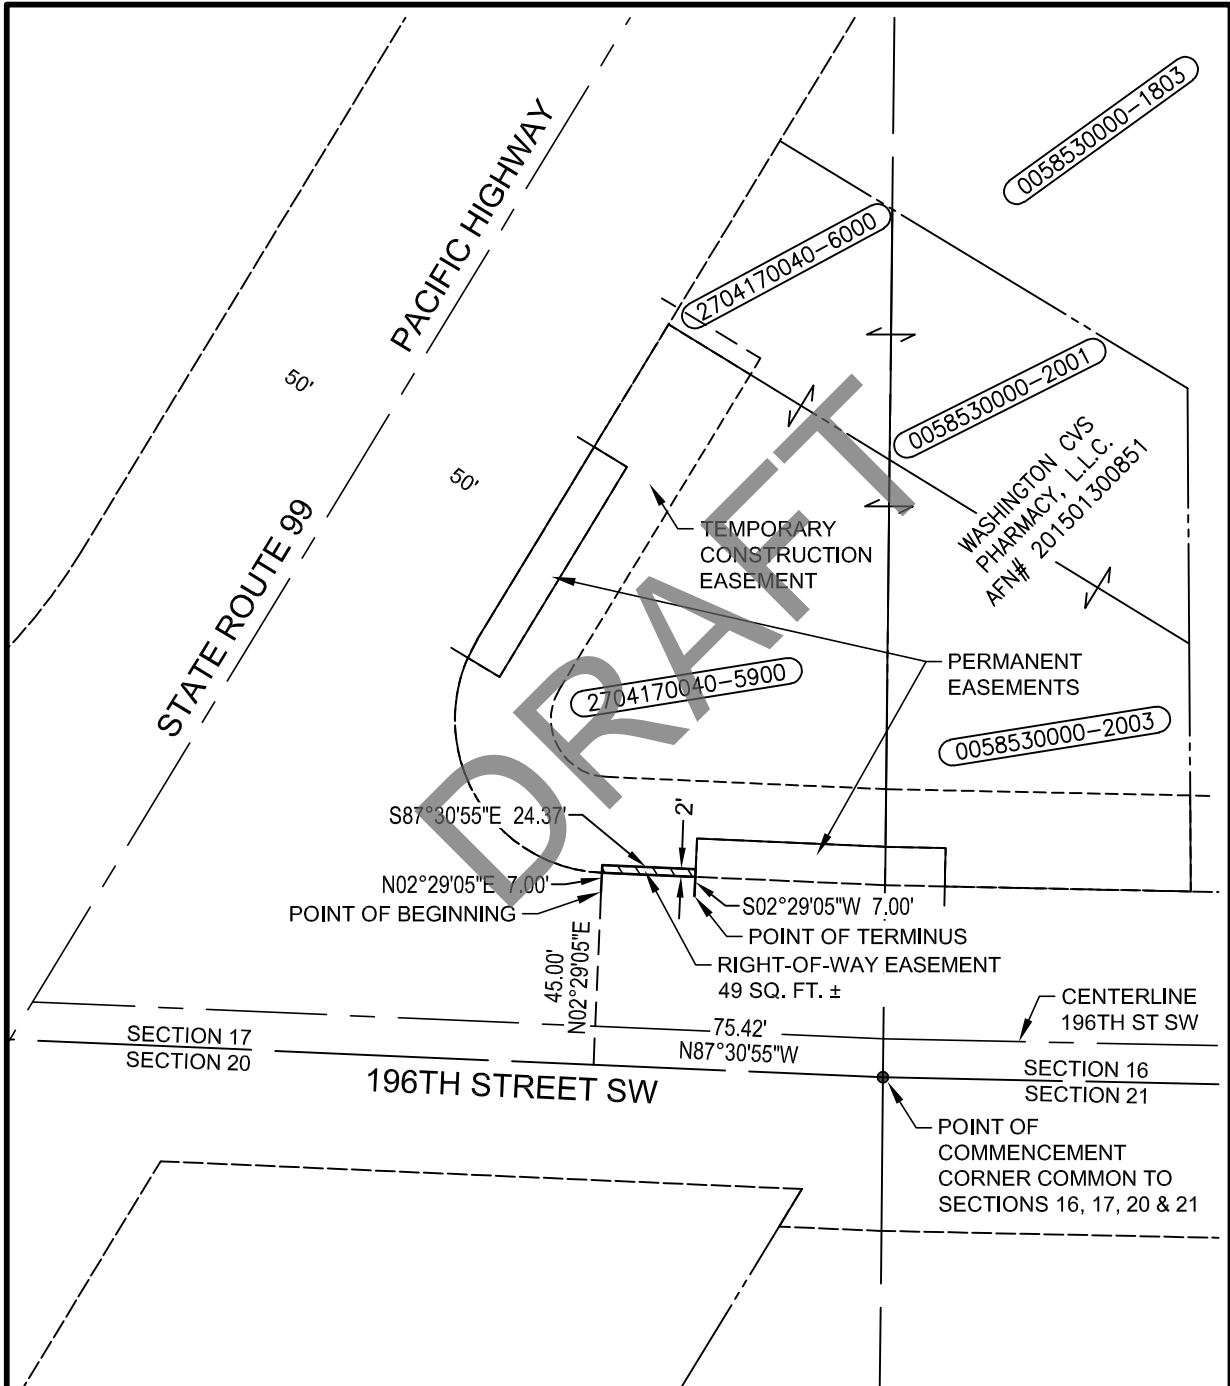 0058530000-1803
PACIFIC HIGHWAY
2704170040-6000
50'
50'
0058530000-2001
WASHINGTON CVS
PHARMACY, L.L.C.
AFN# 201501300851
STATE ROUTE 99
TEMPORARY
CONSTRUCTION
EASEMENT
DRAFT
PERMANENT
EASEMENTS
2704170040-5900
0058530000-2003
S87°30'55"E 24.37'
2'
N02°29'05"E 7.00'
POINT OF BEGINNING
S02°29'05"W 7.00'
POINT OF TERMINUS
RIGHT-OF-WAY EASEMENT
49 SQ. FT. ±
45.00'
N02°29'05"E
75.42'
N87°30'55"W
CENTERLINE
196TH ST SW
SECTION 17
SECTION 20
196TH STREET SW
SECTION 16
SECTION 21
POINT OF
COMMENCEMENT
CORNER COMMON TO
SECTIONS 16, 17, 20 & 21